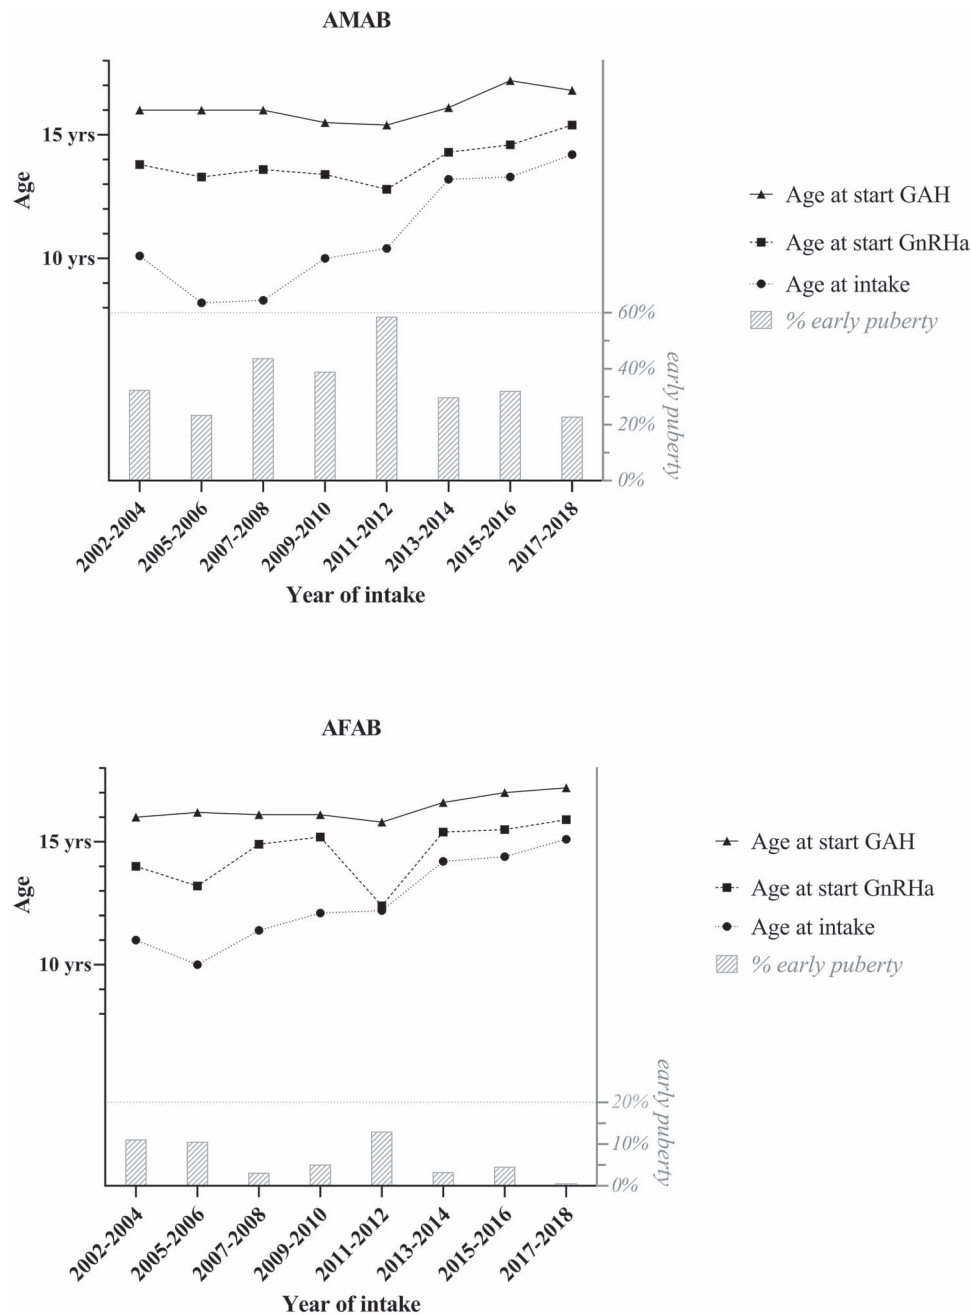 AMAB
15 yrs
10 yrs
Age
Age at start GAH
Age at start GnRHa
Age at intake
% early puberty
60%
40%
20%
0%
early puberty
2002-2004
2005-2006
2007-2008
2009-2010
2011-2012
2013-2014
2015-2016
2017-2018
Year of intake
AFAB
15 yrs
10 yrs
Age
Age at start GAH
Age at start GnRHa
Age at intake
% early puberty
20%
10%
0%
early puberty
2002-2004
2005-2006
2007-2008
2009-2010
2011-2012
2013-2014
2015-2016
2017-2018
Year of intake